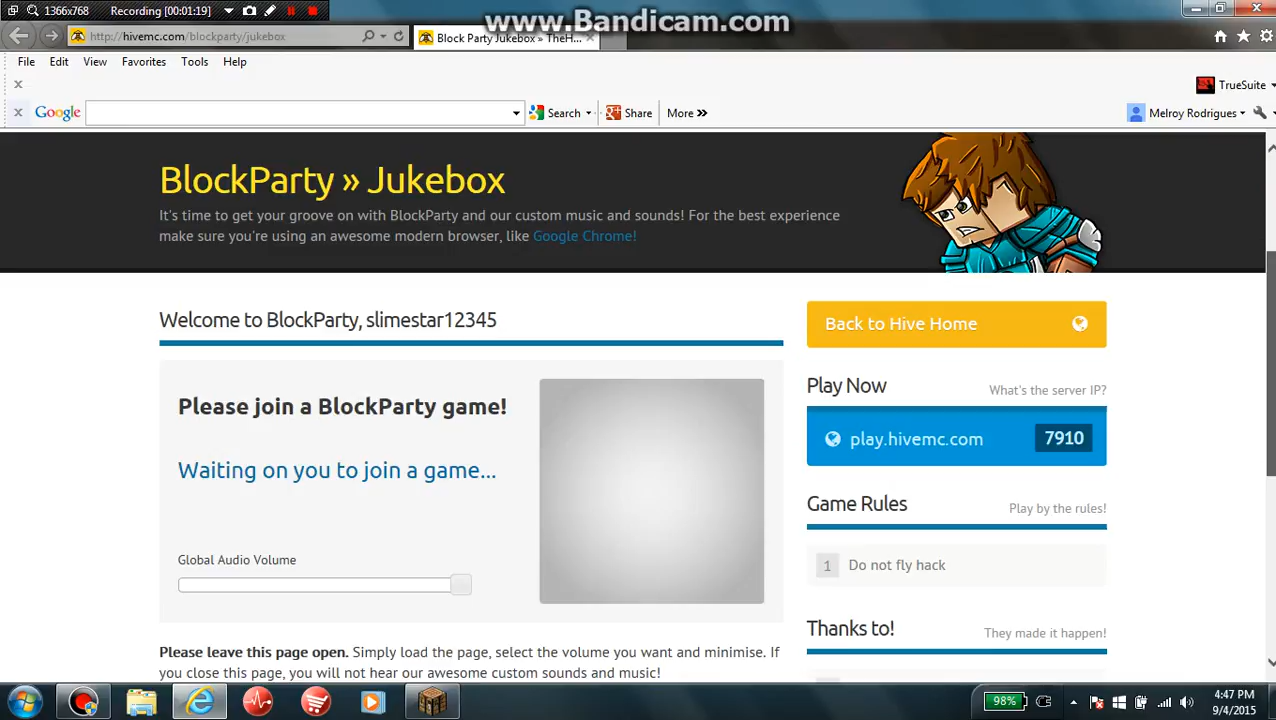 1366x768 Recording [00:01:19]
www.Bandicam.com
http://hivemc.com/blockparty/jukebox
Block Party Jukebox » TheH...
File Edit View Favorites Tools Help
TrueSuite
Google Search Share More »
Melroy Rodrigues
BlockParty » Jukebox
It's time to get your groove on with BlockParty and our custom music and sounds! For the best experience
make sure you're using an awesome modern browser, like Google Chrome!
Welcome to BlockParty, slimestar12345
Please join a BlockParty game!
Waiting on you to join a game...
Global Audio Volume
Please leave this page open. Simply load the page, select the volume you want and minimise. If
you close this page, you will not hear our awesome custom sounds and music!
Back to Hive Home
Play Now What's the server IP?
play.hivemc.com 7910
Game Rules Play by the rules!
1 Do not fly hack
Thanks to! They made it happen!
98%
4:47 PM
9/4/2015